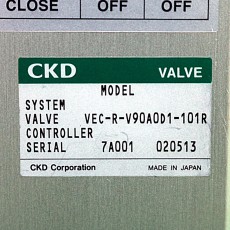 CLOSE OFF OFF
CKD VALVE
MODEL
SYSTEM
VALVE VEC-R-V90A0D1-101R
CONTROLLER
SERIAL 7A001 020513
CKD Corporation MADE IN JAPAN